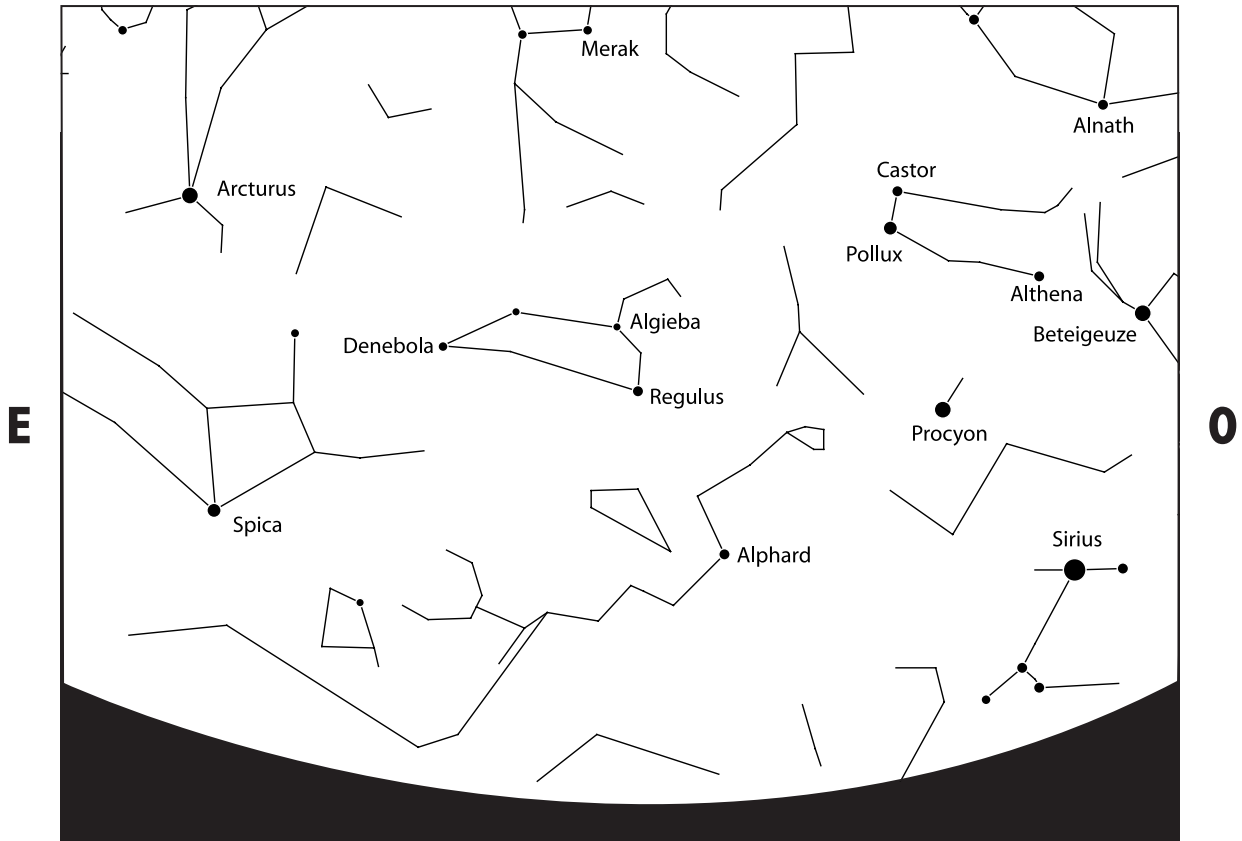 Merak
Alnath
Castor
Arcturus
Pollux
Althena
Algieba
Beteigeuze
Denebola
Regulus
E
O
Procyon
Spica
Sirius
Alphard